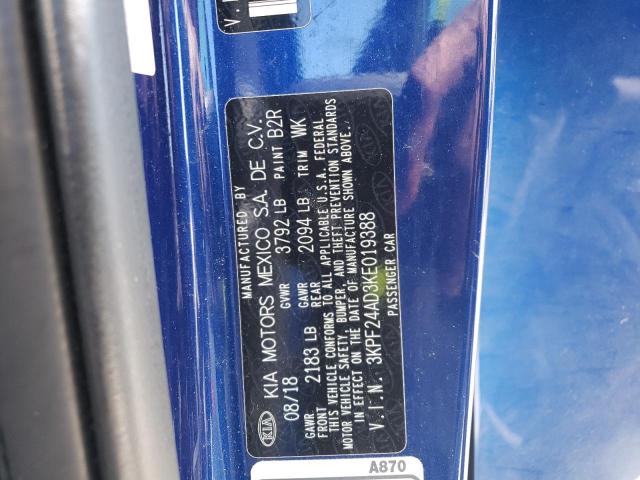 V.I
MANUFACTURED BY
KIA KIA MOTORS MEXICO S.A. DE C.V.
08/18 GVWR 3792 LB PAINT B2R
GAWR FRONT 2183 LB GAWR REAR 2094 LB TRIM WK
THIS VEHICLE CONFORMS TO ALL APPLICABLE U.S.A. FEDERAL
MOTOR VEHICLE SAFETY, BUMPER, AND THEFT PREVENTION STANDARDS
IN EFFECT ON THE DATE OF MANUFACTURE SHOWN ABOVE.
V.I.N. 3KPF24AD3KE019388
PASSENGER CAR
A870